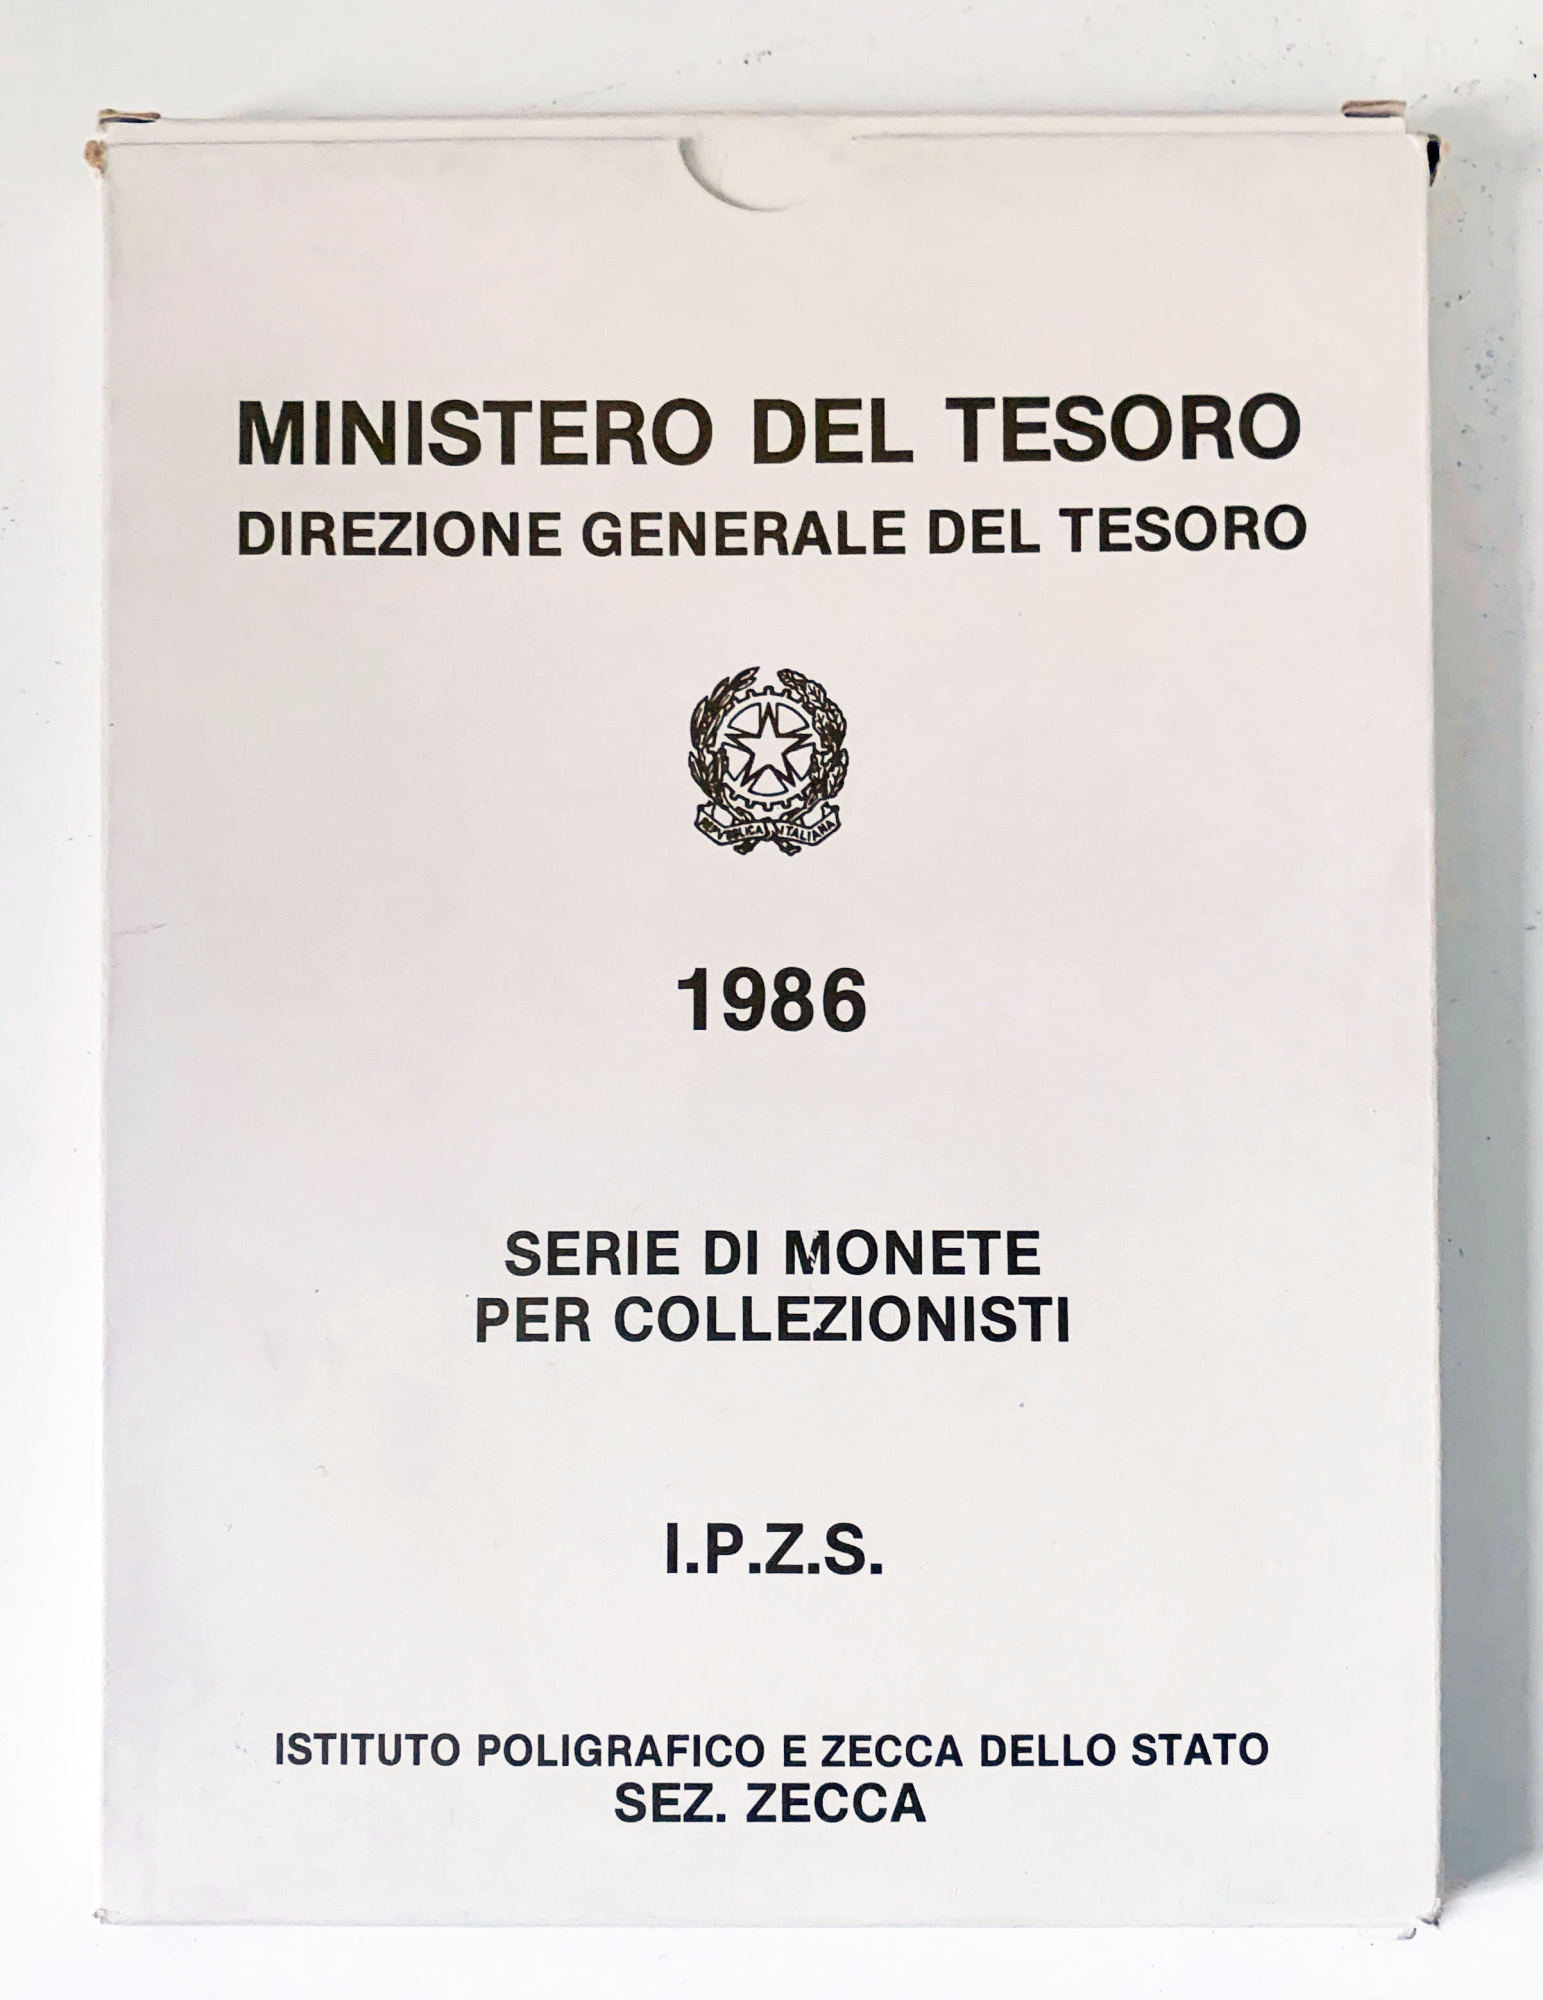 MINISTERO DEL TESORO
DIREZIONE GENERALE DEL TESORO
REPVBBLICA ITALIANA
1986
SERIE DI MONETE
PER COLLEZIONISTI
I.P.Z.S.
ISTITUTO POLIGRAFICO E ZECCA DELLO STATO
SEZ. ZECCA